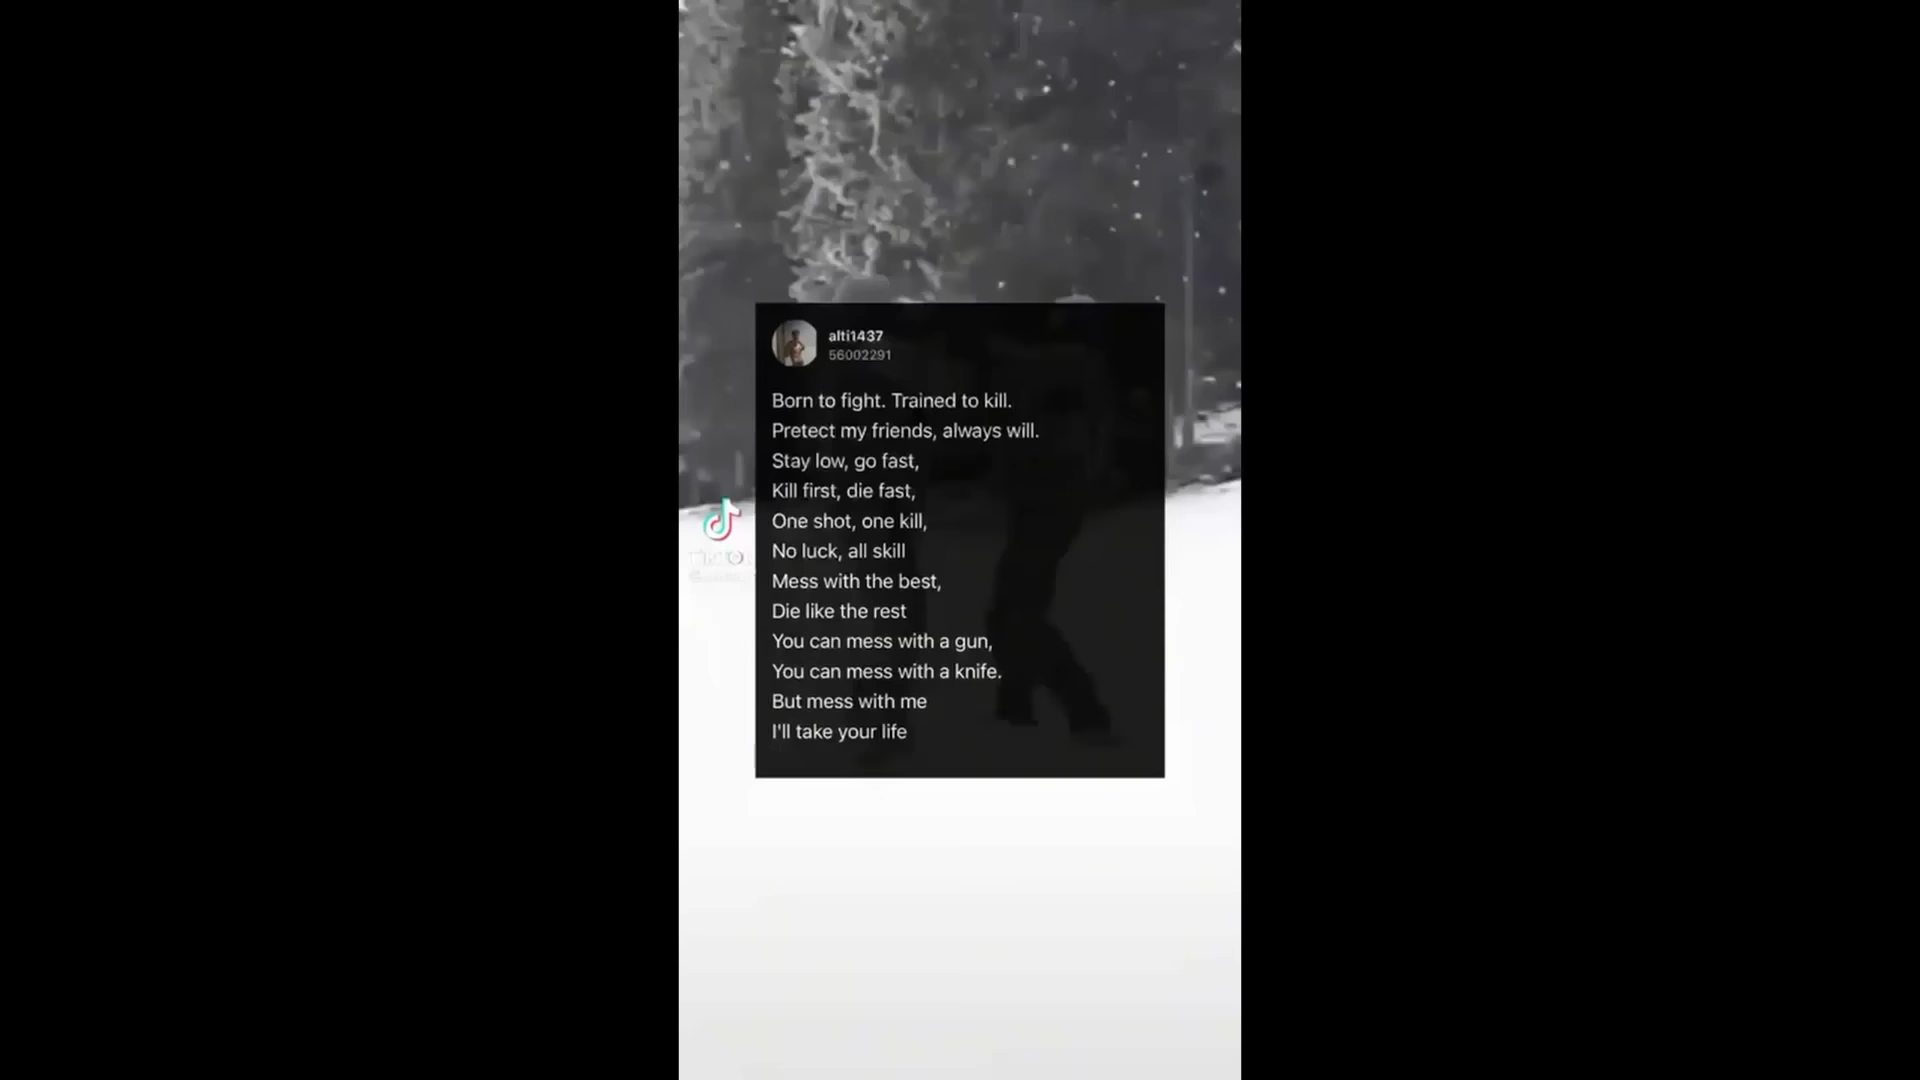 alti1437
56002291
Born to fight. Trained to kill.
Pretect my friends, always will.
Stay low, go fast,
Kill first, die fast,
One shot, one kill,
No luck, all skill
Mess with the best,
Die like the rest
You can mess with a gun,
You can mess with a knife.
But mess with me
I'll take your life